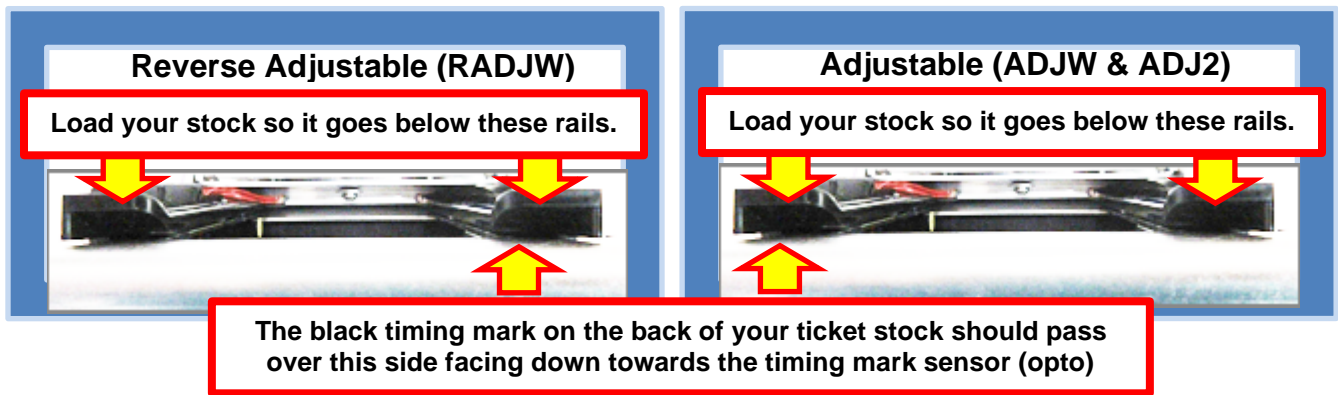 Reverse Adjustable (RADJW)
Load your stock so it goes below these rails.
Adjustable (ADJW & ADJ2)
Load your stock so it goes below these rails.
The black timing mark on the back of your ticket stock should pass
over this side facing down towards the timing mark sensor (opto)